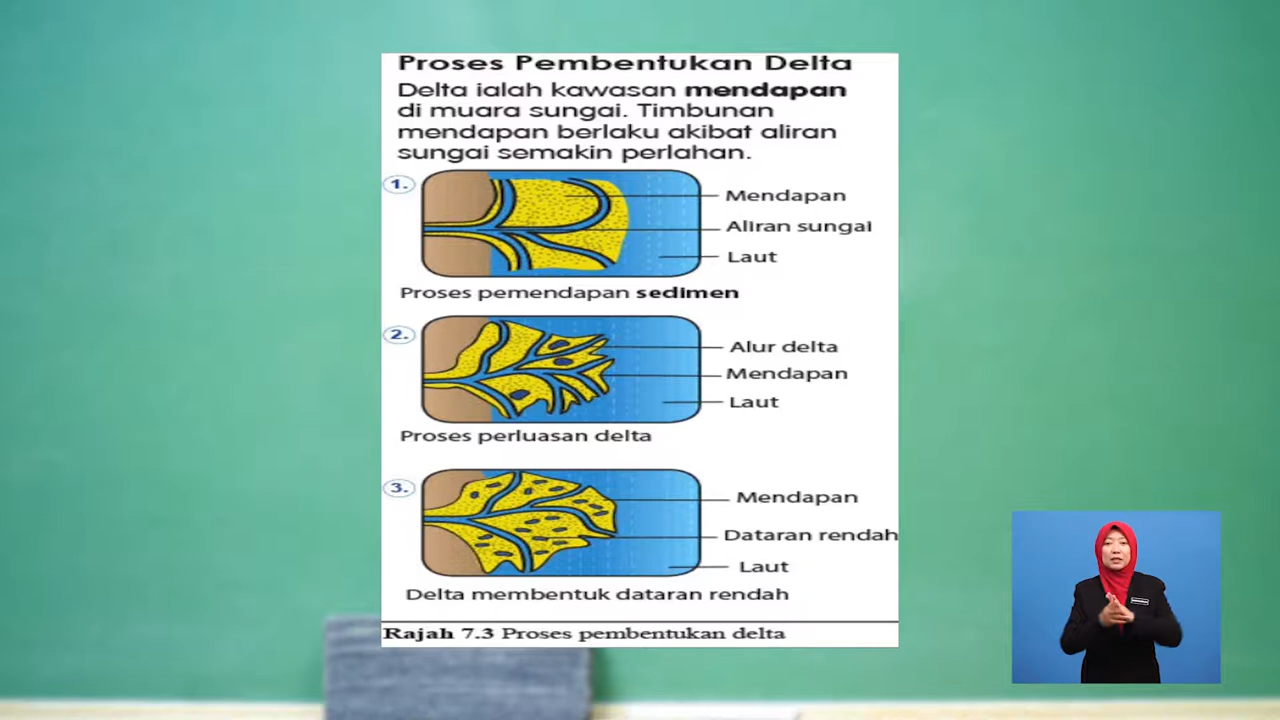 Proses Pembentukan Delta
Delta ialah kawasan mendapan
di muara sungai. Timbunan
mendapan berlaku akibat aliran
sungai semakin perlahan.
1.
Mendapan
Aliran sungai
Laut
Proses pemendapan sedimen
2.
Alur delta
Mendapan
Laut
Proses perluasan delta
3.
Mendapan
Dataran rendah
Laut
Delta membentuk dataran rendah
Rajah 7.3 Proses pembentukan delta